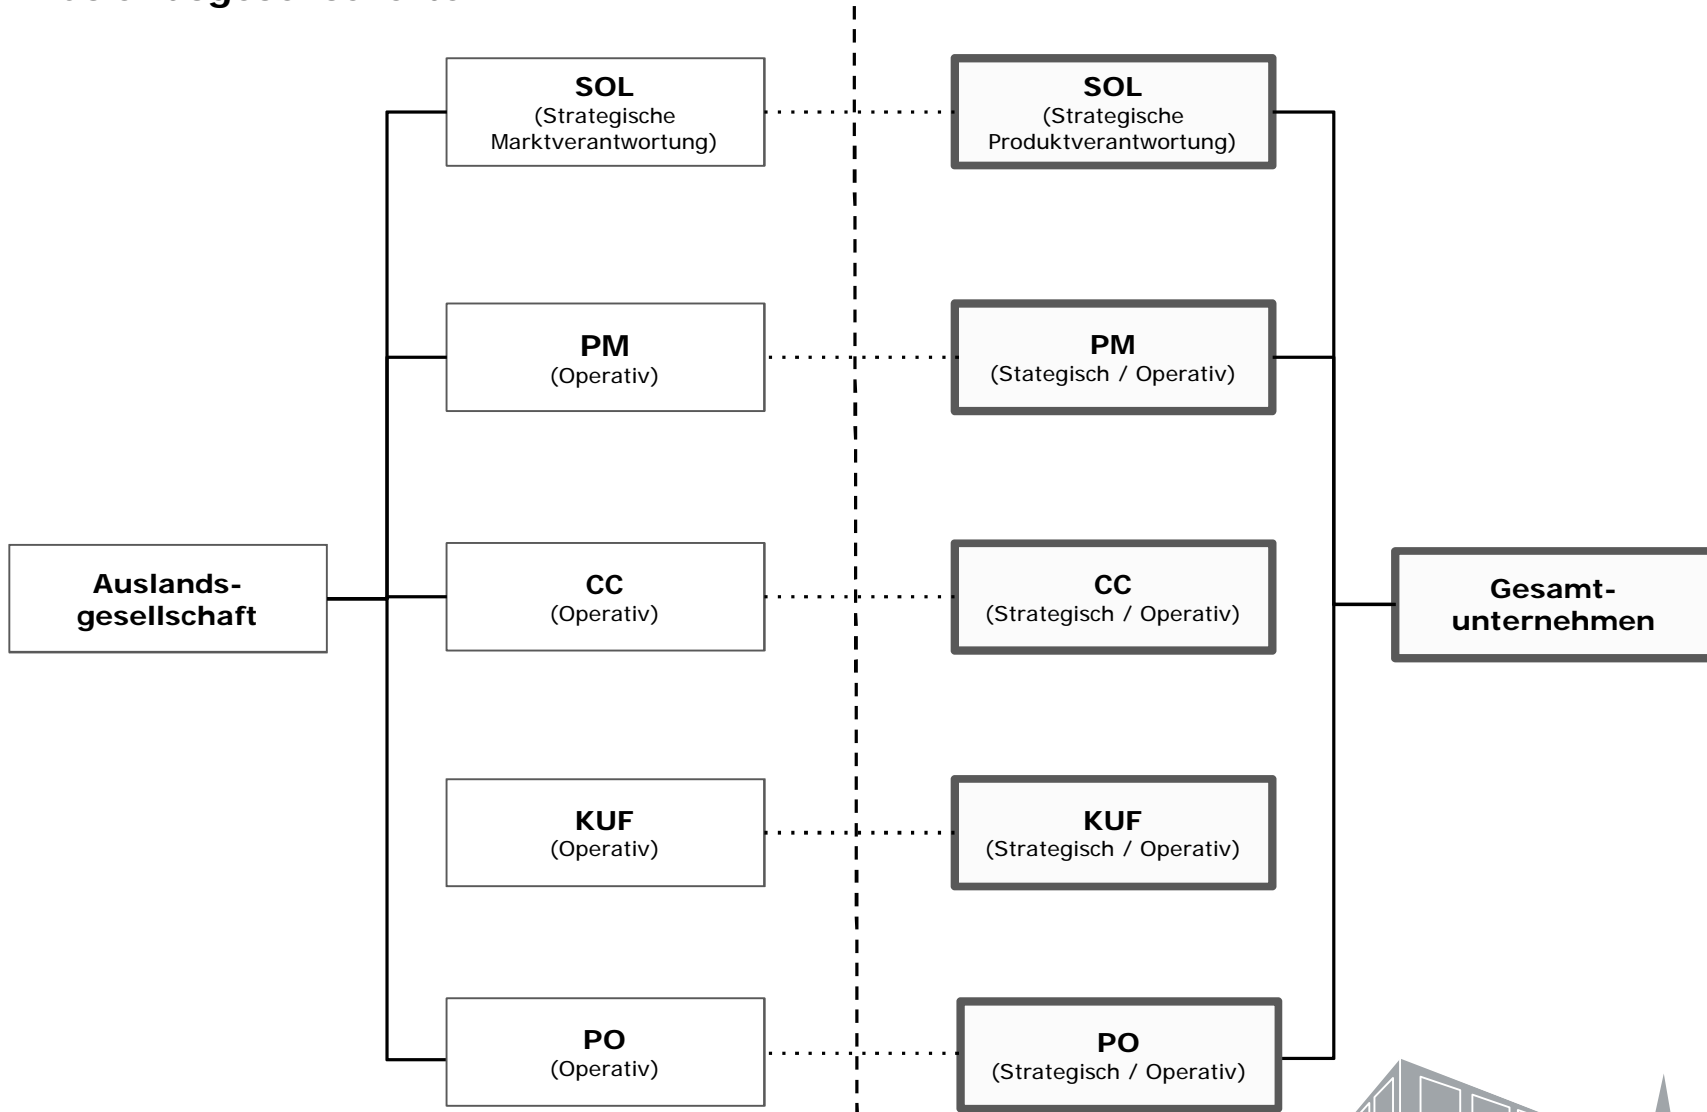 SOL
(Strategische
Marktverantwortung)
SOL
(Strategische
Produktverantwortung)
PM
(Operativ)
PM
(Stategisch / Operativ)
Auslands-
gesellschaft
CC
(Operativ)
CC
(Strategisch / Operativ)
Gesamt-
unternehmen
KUF
(Operativ)
KUF
(Strategisch / Operativ)
PO
(Operativ)
PO
(Strategisch / Operativ)